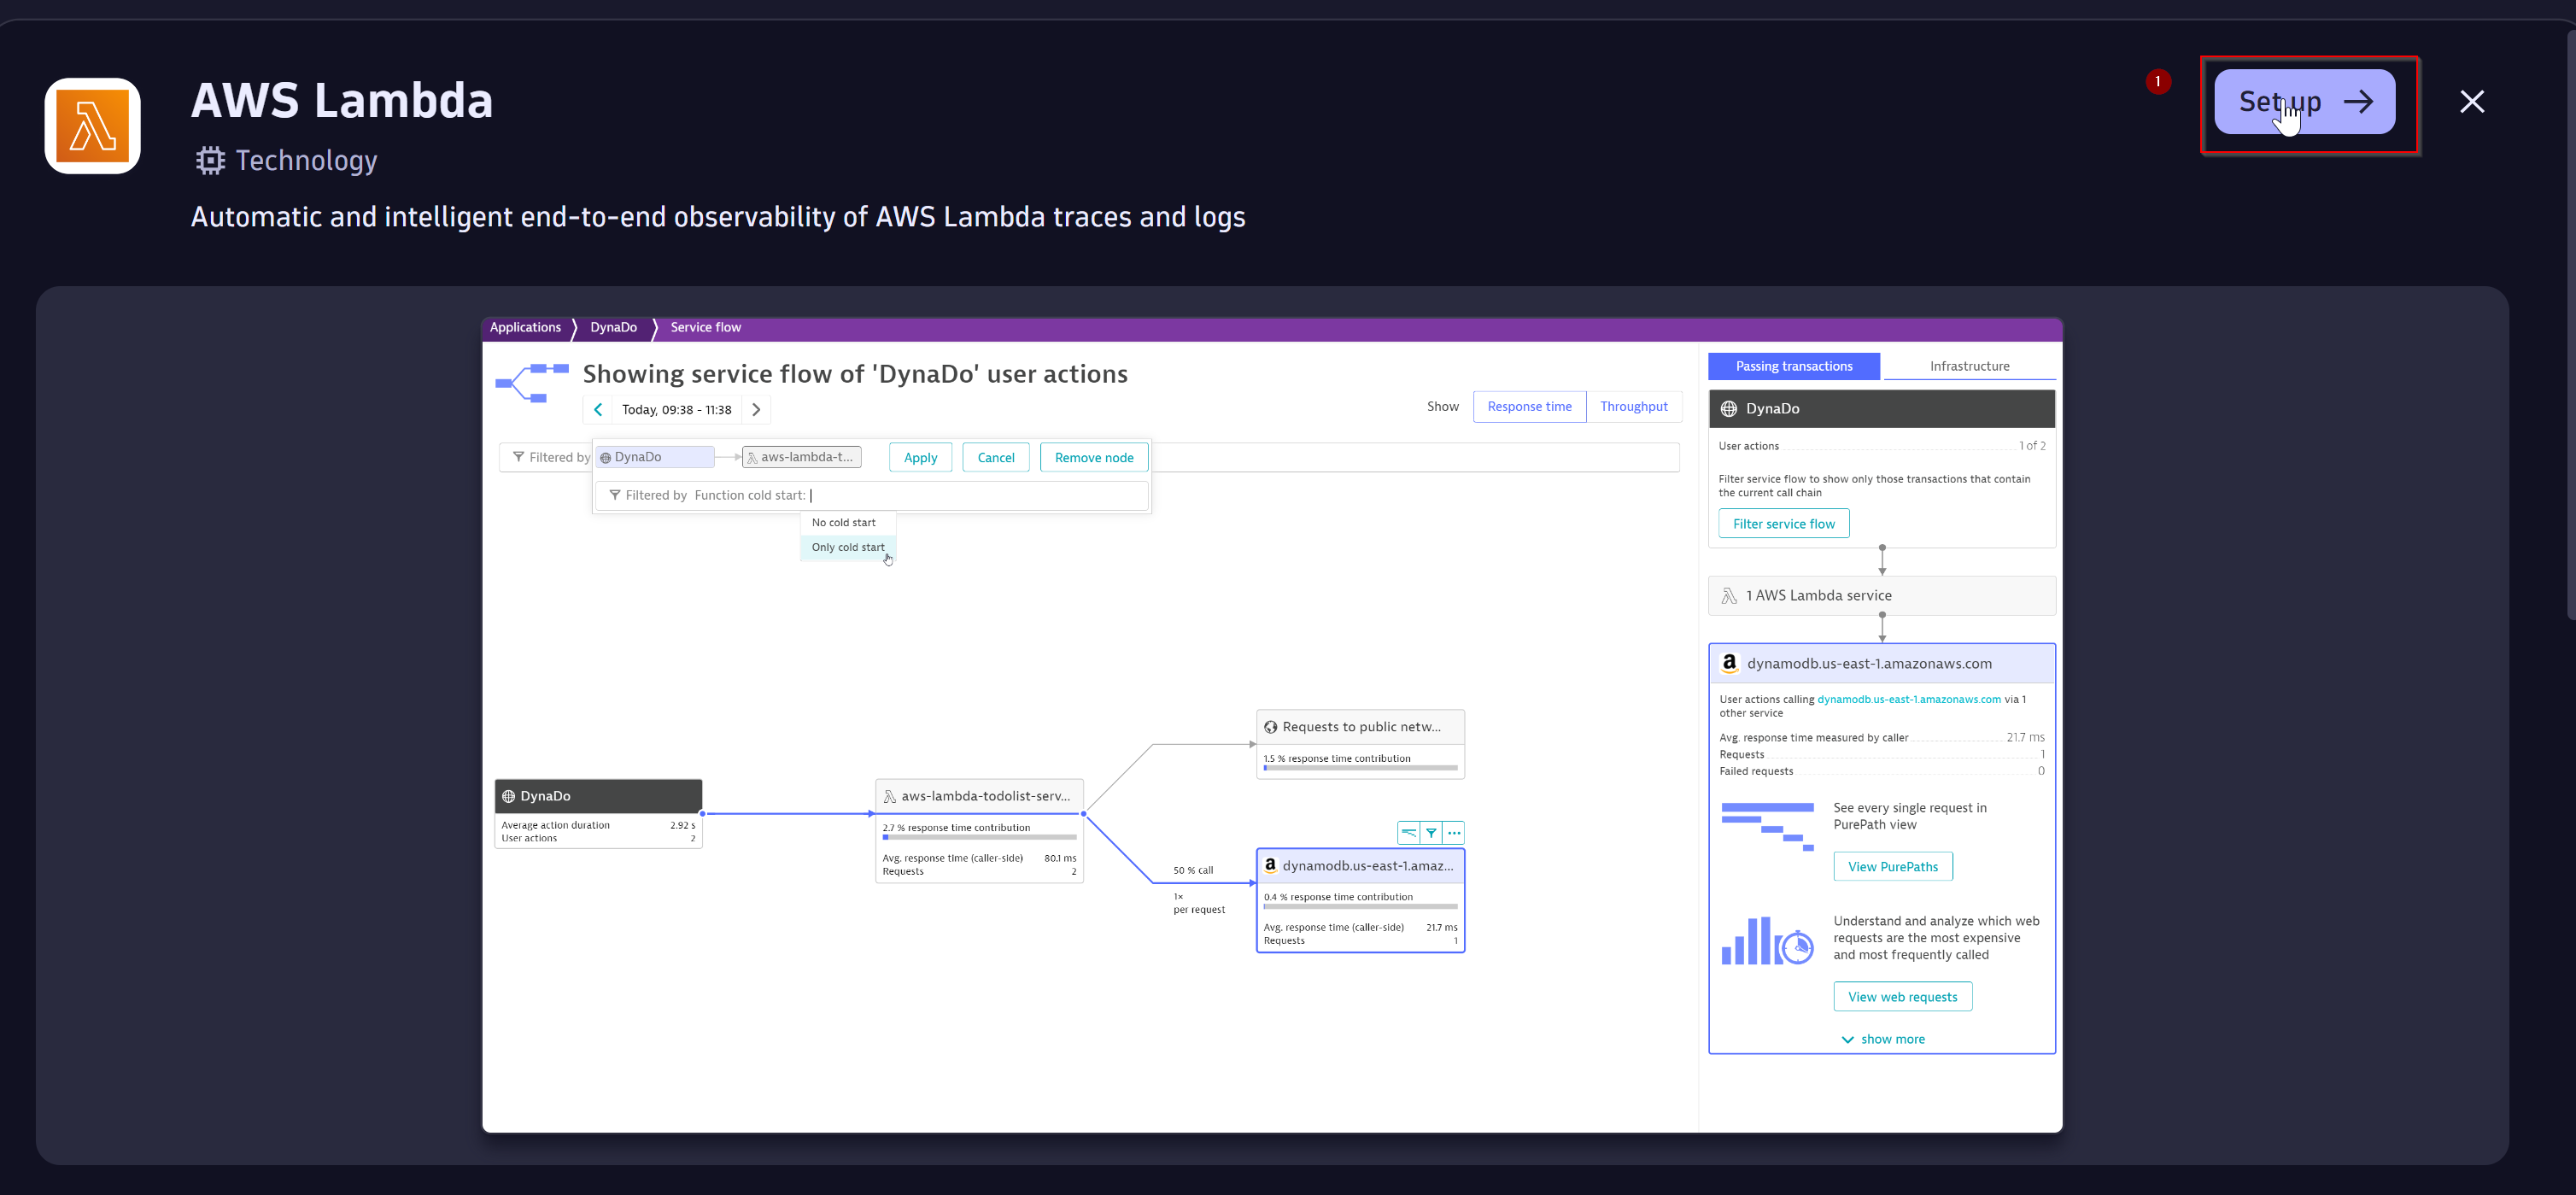 AWS Lambda
Technology
Automatic and intelligent end-to-end observability of AWS Lambda traces and logs
1
Set up
Applications
DynaDo
Service flow
Showing service flow of 'DynaDo' user actions
Today, 09:38 - 11:38
Show
Response time
Throughput
Filtered by
DynaDo
aws-lambda-t...
Apply
Cancel
Remove node
Filtered by Function cold start:
No cold start
Only cold start
DynaDo
Average action duration 2.92 s
User actions 2
aws-lambda-todolist-serv...
2.7 % response time contribution
Avg. response time (caller-side) 80.1 ms
Requests 2
Requests to public netw...
1.5 % response time contribution
50 % call
1×
per request
dynamodb.us-east-1.amaz...
0.4 % response time contribution
Avg. response time (caller-side) 21.7 ms
Requests 1
Passing transactions
Infrastructure
DynaDo
User actions 1 of 2
Filter service flow to show only those transactions that contain
the current call chain
Filter service flow
1 AWS Lambda service
dynamodb.us-east-1.amazonaws.com
User actions calling dynamodb.us-east-1.amazonaws.com via 1
other service
Avg. response time measured by caller 21.7 ms
Requests 1
Failed requests 0
See every single request in
PurePath view
View PurePaths
Understand and analyze which web
requests are the most expensive
and most frequently called
View web requests
show more